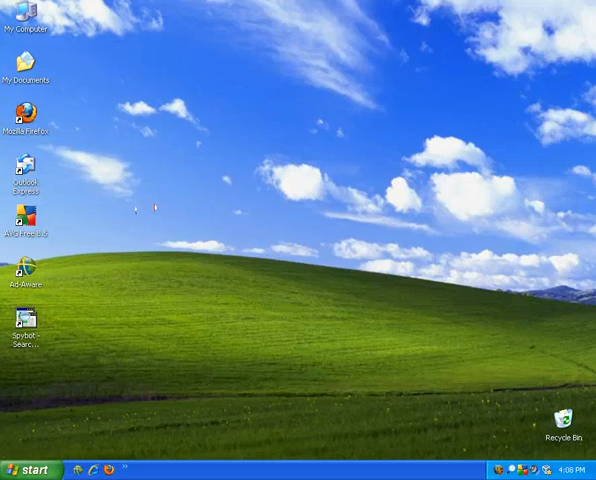 My Computer
My Documents
Mozilla Firefox
Outlook
Express
AVG Free 8.5
Ad-Aware
Spybot -
Searc...
Recycle Bin
start
4:08 PM